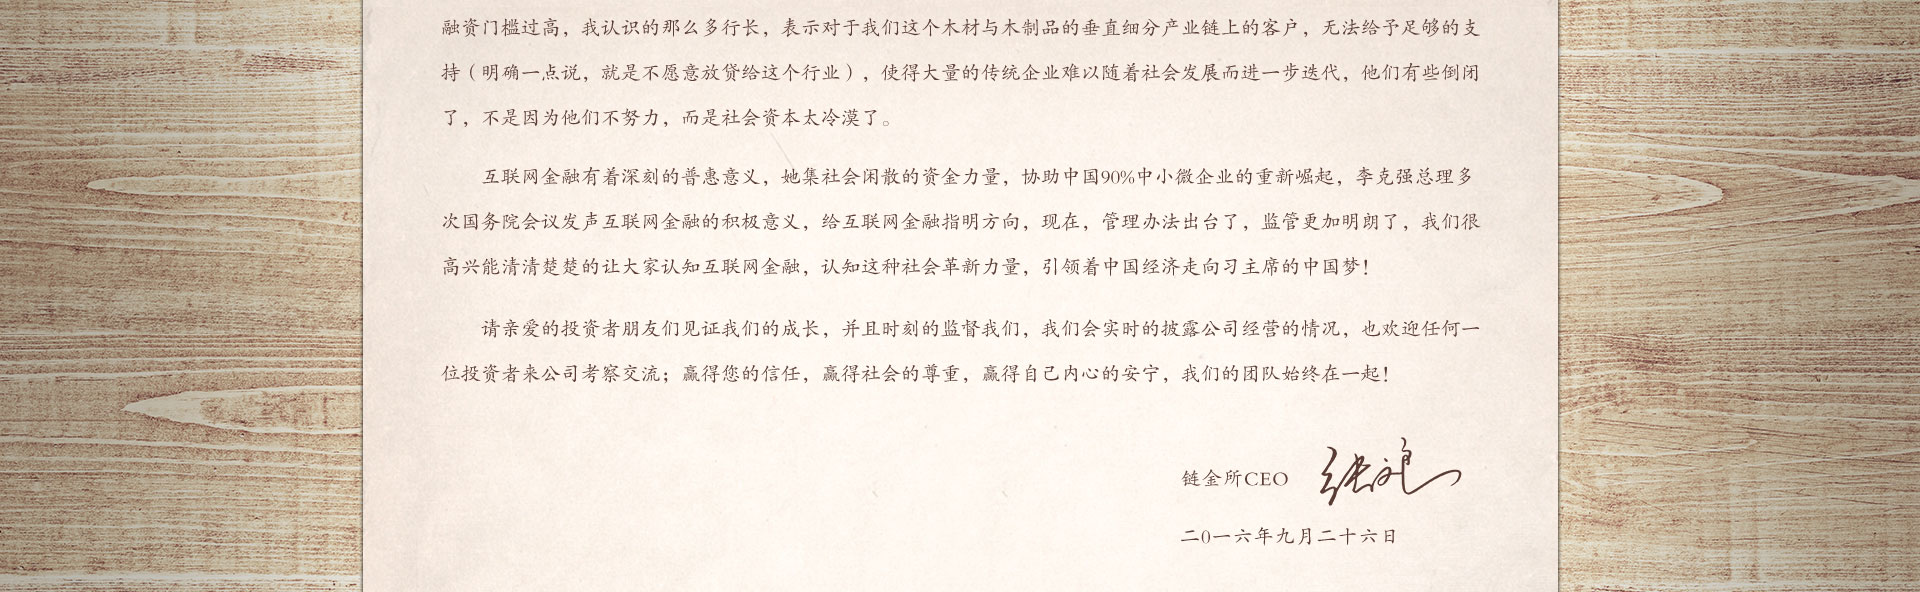 融资门槛过高，我认识的那么多行长，表示对于我们这个木材与木制品的垂直细分产业链上的客户，无法给予足够的支
持（明确一点说，就是不愿意放贷给这个行业），使得大量的传统企业难以随着社会发展而进一步迭代，他们有些倒闭
了，不是因为他们不努力，而是社会资本太冷漠了。
互联网金融有着深刻的普惠意义，她集社会闲散的资金力量，协助中国90%中小微企业的重新崛起，李克强总理多
次国务院会议发声互联网金融的积极意义，给互联网金融指明方向，现在，管理办法出台了，监管更加明朗了，我们很
高兴能清清楚楚的让大家认知互联网金融，认知这种社会革新力量，引领着中国经济走向习主席的中国梦！
请亲爱的投资者朋友们见证我们的成长，并且时刻的监督我们，我们会实时的披露公司经营的情况，也欢迎任何一
位投资者来公司考察交流；赢得您的信任，赢得社会的尊重，赢得自己内心的安宁，我们的团队始终在一起！
链金所CEO
二0一六年九月二十六日